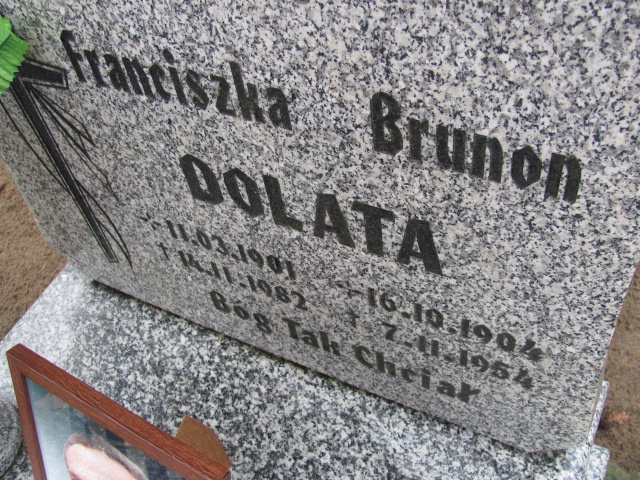 Franciszka Brunon
DOLATA
* 11.03.1901 * 16.10.1904
† 14.11.1982 † 7.11.1954
Bóg Tak Chciał